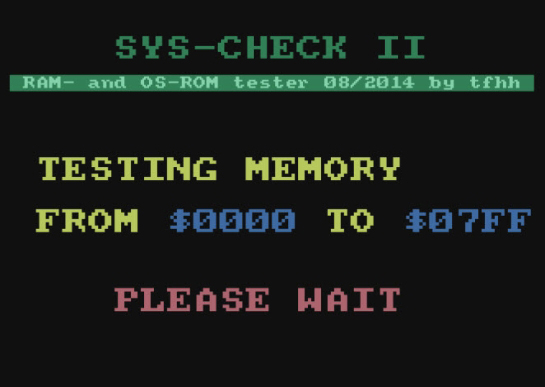 SYS-CHECK II
RAM- and OS-ROM tester 08/2014 by tfhh
TESTING MEMORY
FROM $0000 TO $07FF
PLEASE WAIT